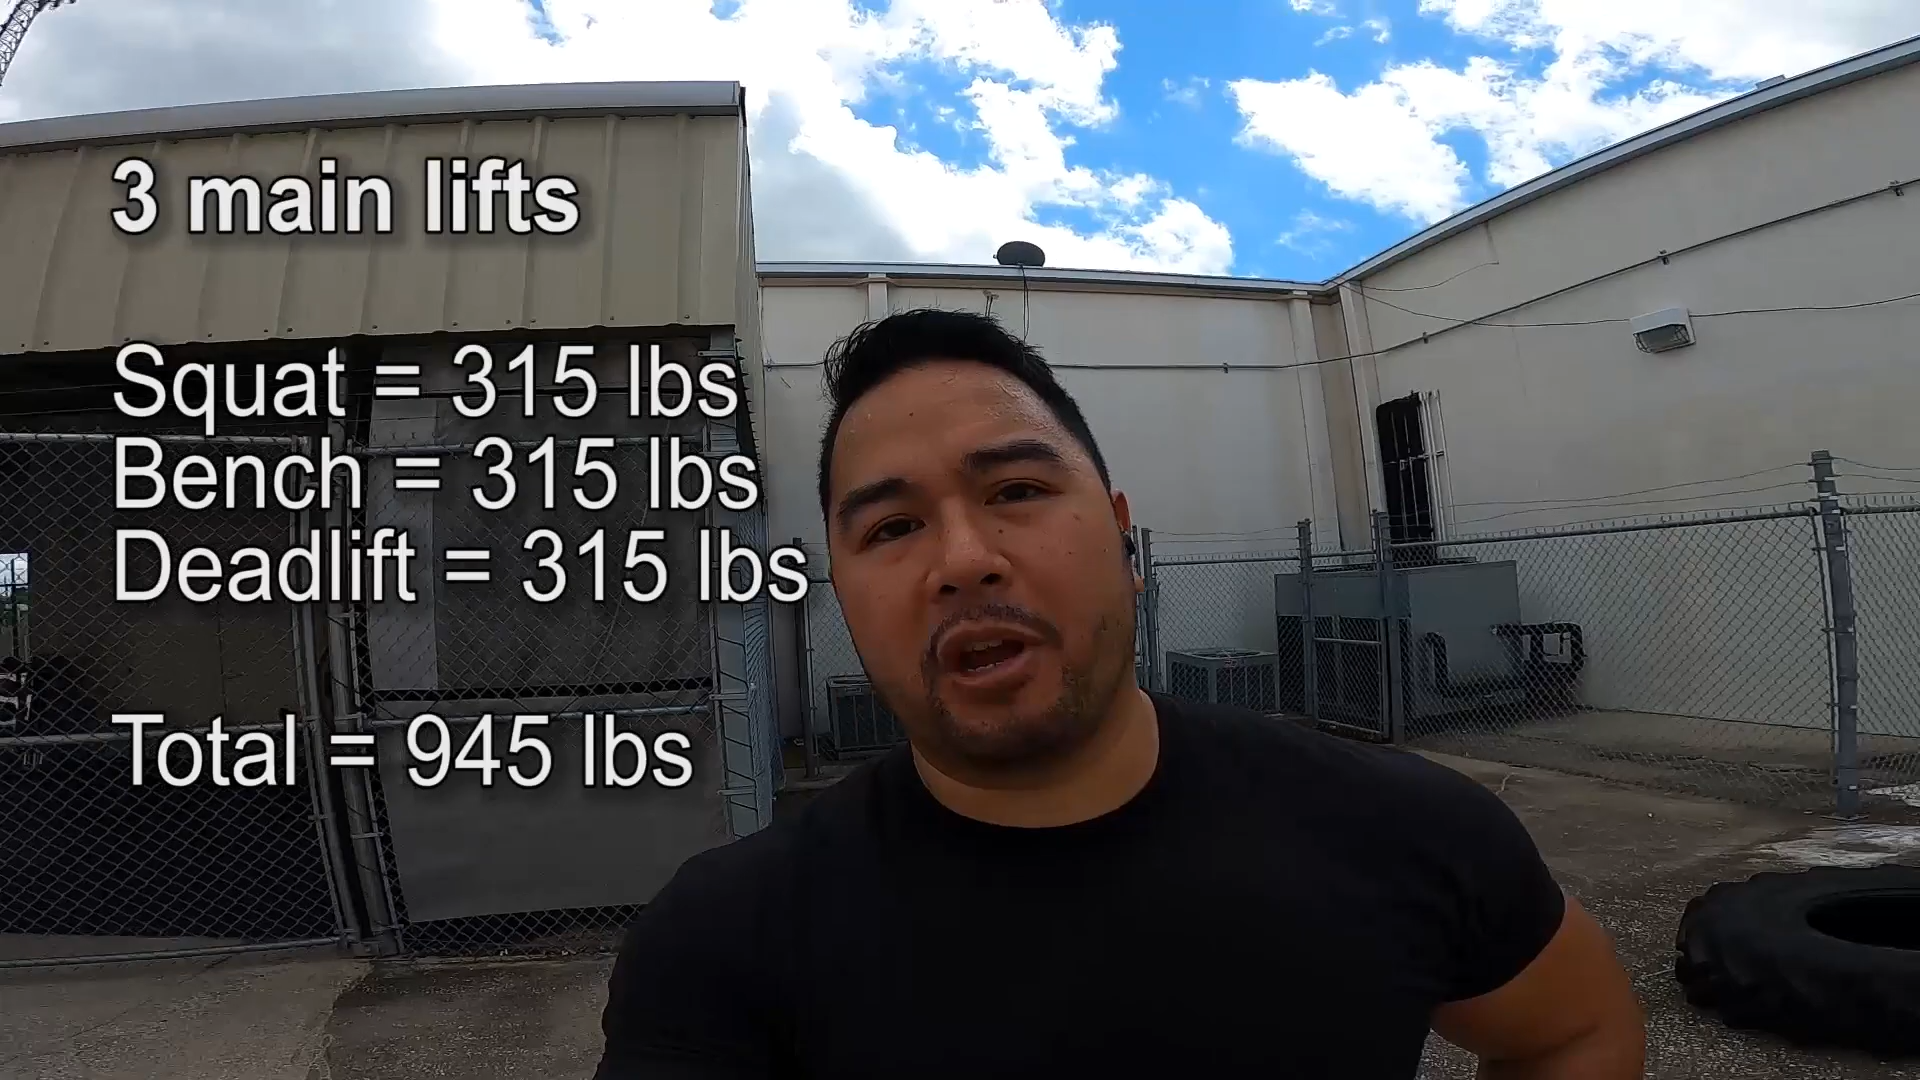 3 main lifts
Squat = 315 lbs
Bench = 315 lbs
Deadlift = 315 lbs
Total = 945 lbs